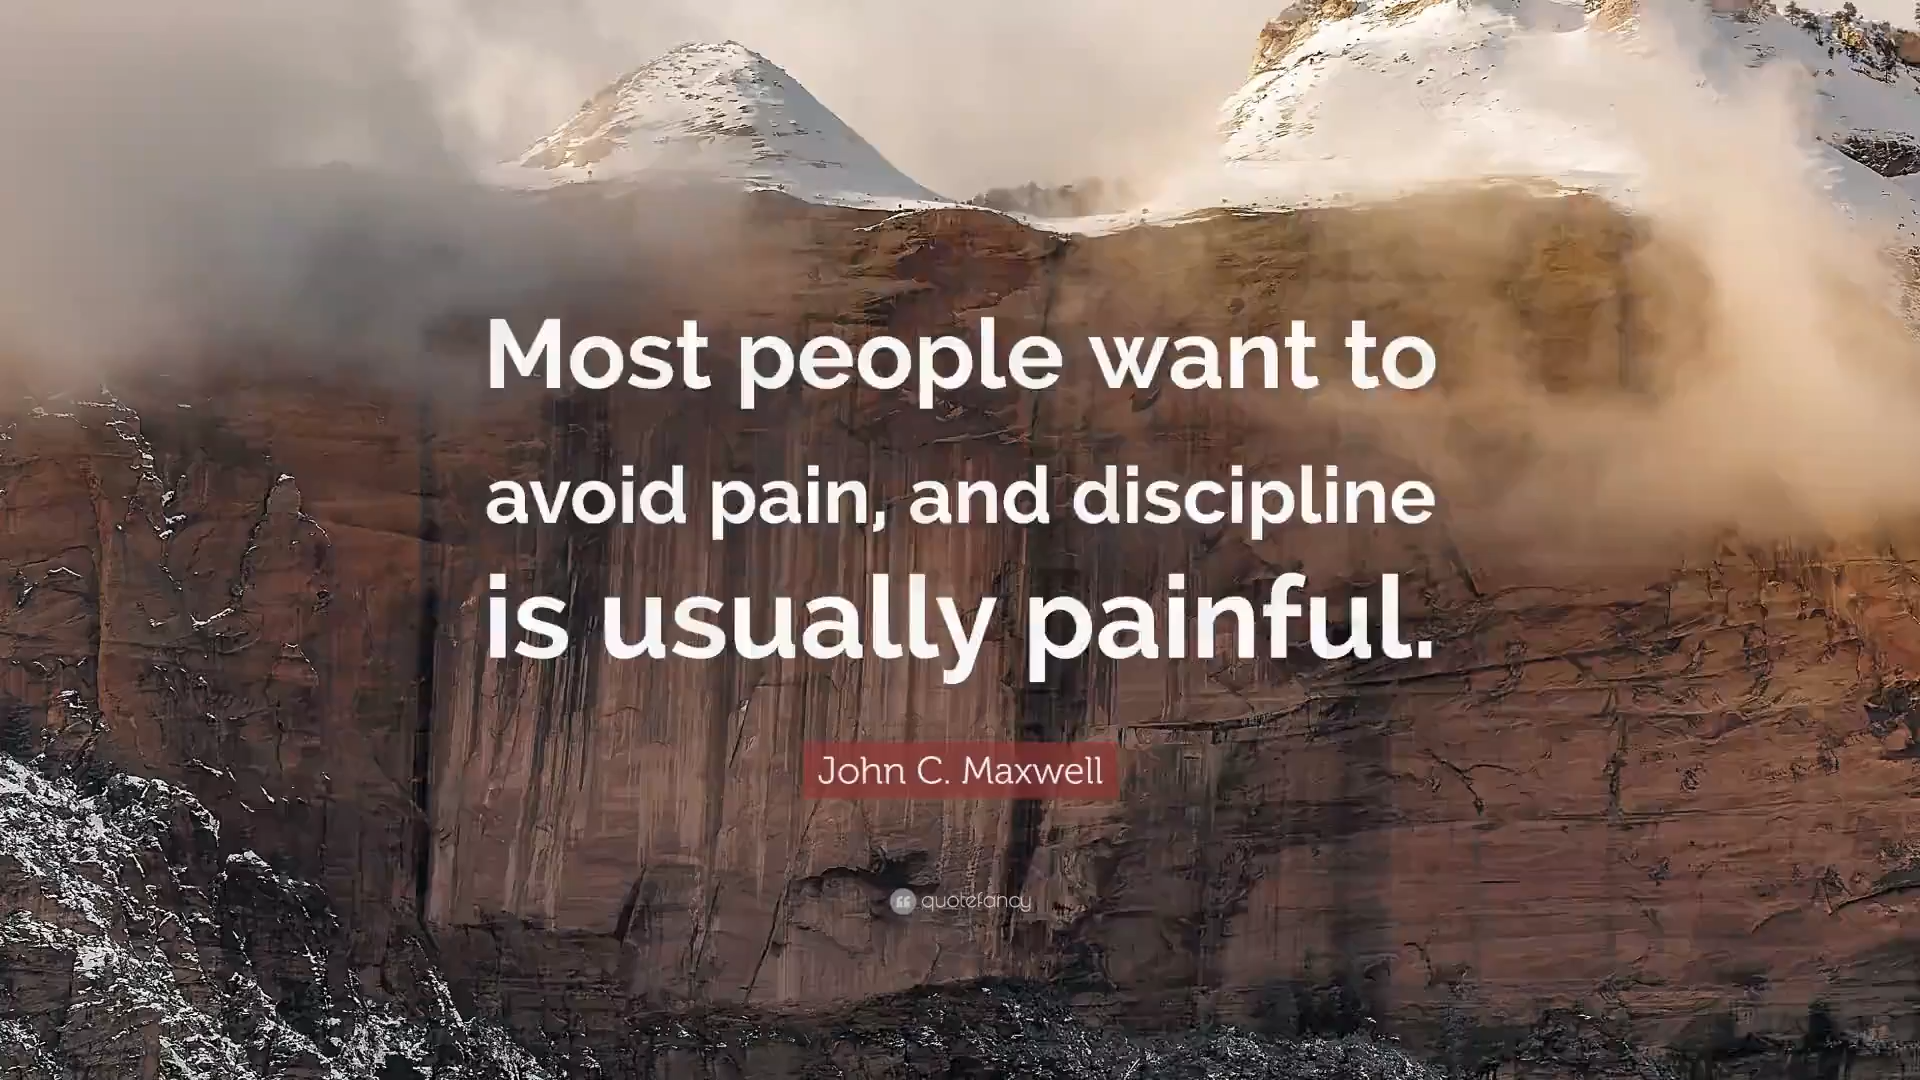 Most people want to
avoid pain, and discipline
is usually painful.
John C. Maxwell
quotefancy